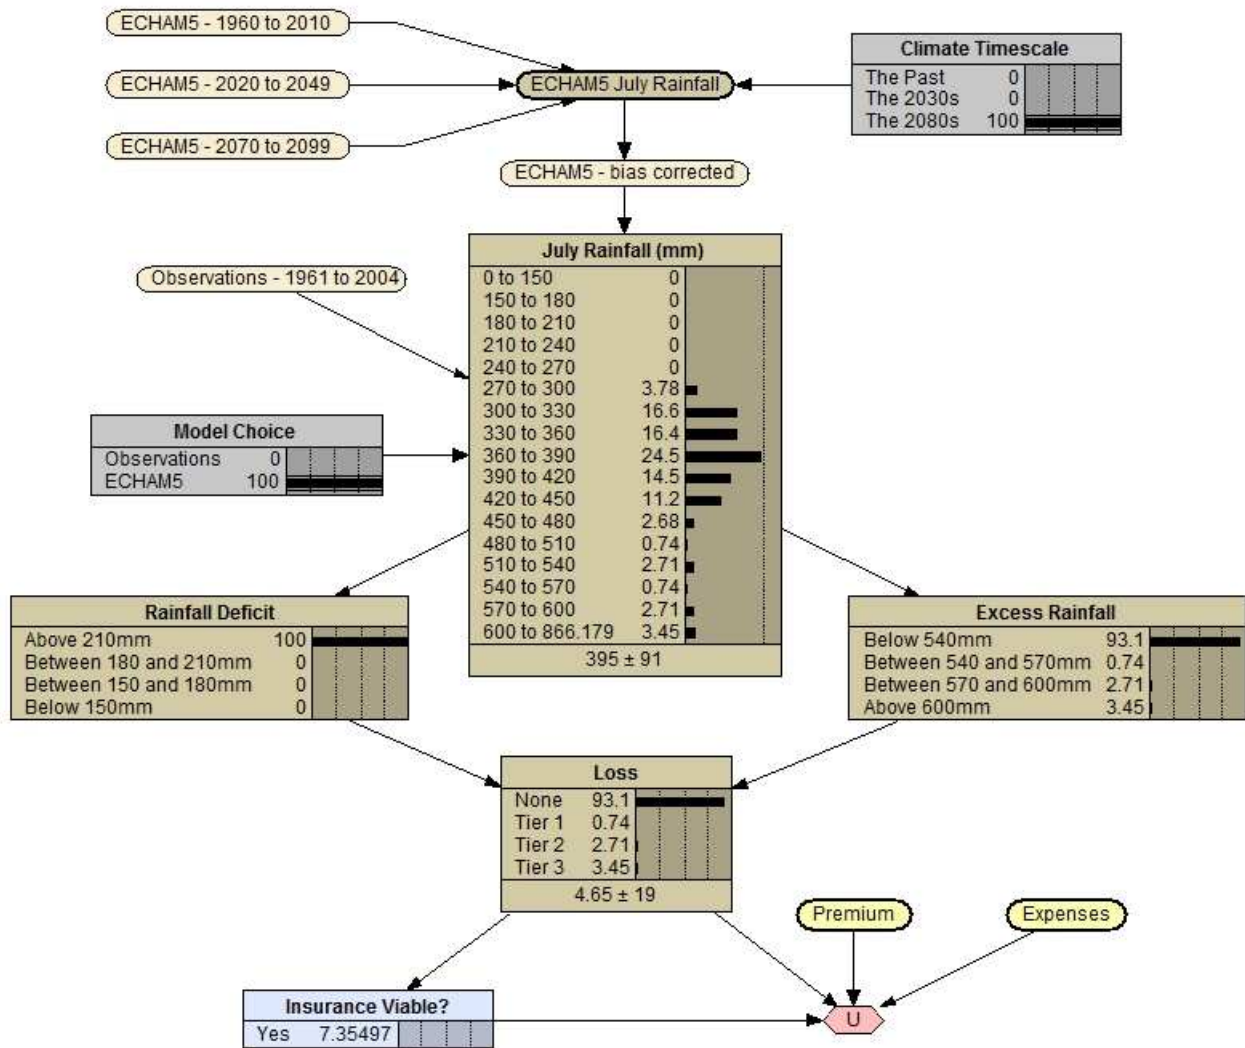 ECHAM5 - 1960 to 2010
ECHAM5 - 2020 to 2049
ECHAM5 - 2070 to 2099
ECHAM5 July Rainfall
Climate Timescale
The Past 0
The 2030s 0
The 2080s 100
ECHAM5 - bias corrected
Observations - 1961 to 2004
July Rainfall (mm)
0 to 150 0
150 to 180 0
180 to 210 0
210 to 240 0
240 to 270 0
270 to 300 3.78
300 to 330 16.6
330 to 360 16.4
360 to 390 24.5
390 to 420 14.5
420 to 450 11.2
450 to 480 2.68
480 to 510 0.74
510 to 540 2.71
540 to 570 0.74
570 to 600 2.71
600 to 866.179 3.45
395 ± 91
Model Choice
Observations 0
ECHAM5 100
Rainfall Deficit
Above 210mm 100
Between 180 and 210mm 0
Between 150 and 180mm 0
Below 150mm 0
Excess Rainfall
Below 540mm 93.1
Between 540 and 570mm 0.74
Between 570 and 600mm 2.71
Above 600mm 3.45
Loss
None 93.1
Tier 1 0.74
Tier 2 2.71
Tier 3 3.45
4.65 ± 19
Premium
Expenses
Insurance Viable?
Yes 7.35497
U